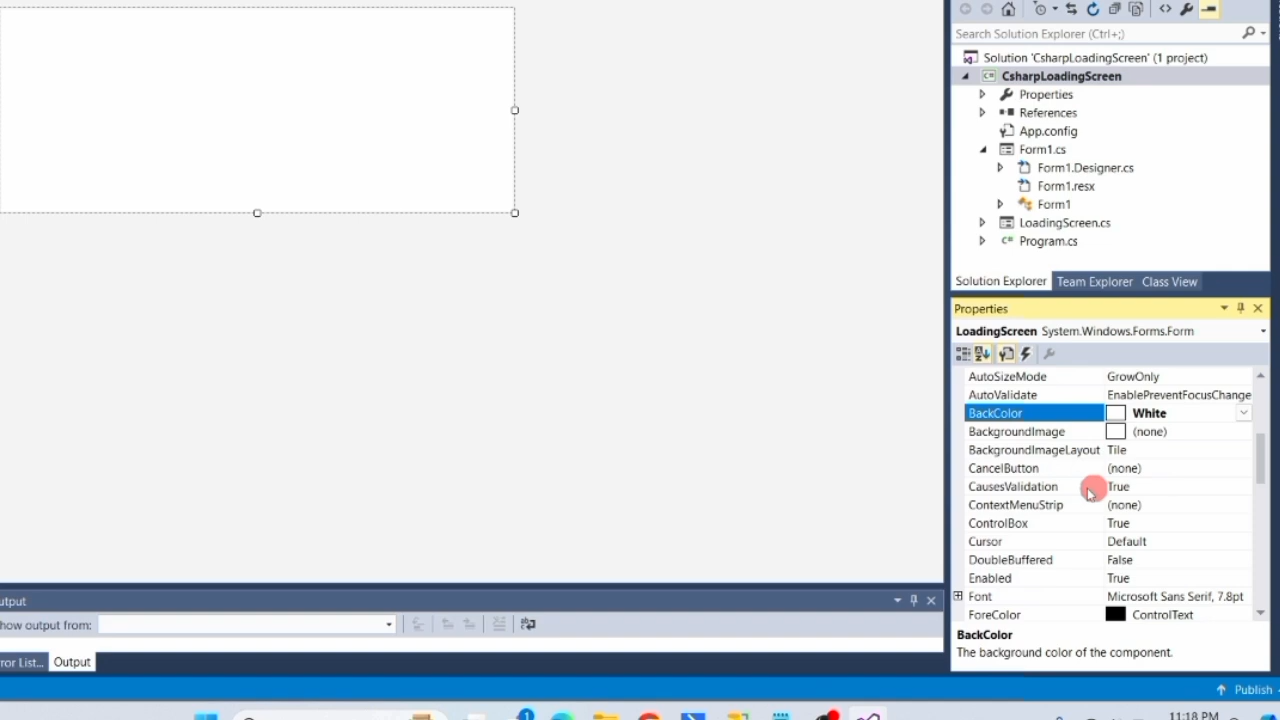 Search Solution Explorer (Ctrl+;)
Solution 'CsharpLoadingScreen' (1 project)
CsharpLoadingScreen
Properties
References
App.config
Form1.cs
Form1.Designer.cs
Form1.resx
Form1
LoadingScreen.cs
Program.cs
Solution Explorer Team Explorer Class View
Properties
LoadingScreen System.Windows.Forms.Form
AutoSizeMode GrowOnly
AutoValidate EnablePreventFocusChange
BackColor White
BackgroundImage (none)
BackgroundImageLayout Tile
CancelButton (none)
CausesValidation True
ContextMenuStrip (none)
ControlBox True
Cursor Default
DoubleBuffered False
Enabled True
Font Microsoft Sans Serif, 7.8pt
ForeColor ControlText
BackColor
The background color of the component.
utput
how output from:
ror List... Output
Publish
1
11:18 PM